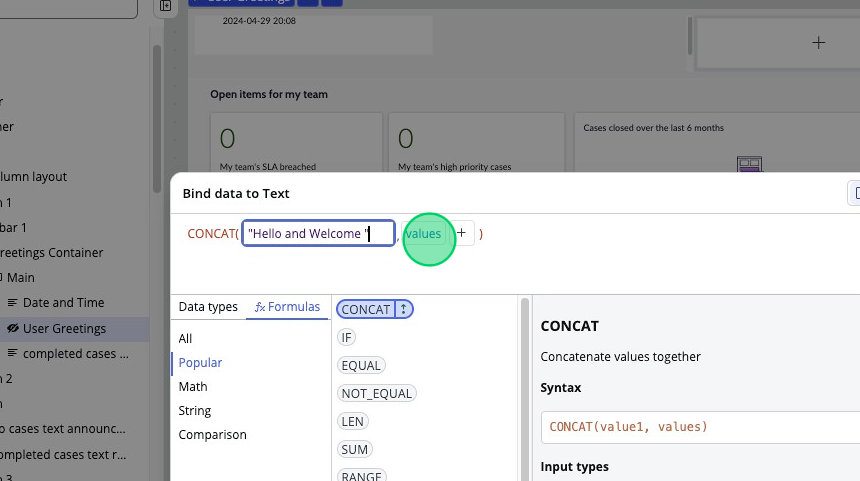 User Greetings
2024-04-29 20:08
Open items for my team
0
My team's SLA breached
0
My team's high priority cases
Cases closed over the last 6 months
r
ner
lumn layout
n 1
bar 1
reetings Container
Main
Date and Time
User Greetings
completed cases ...
n 2
n
o cases text announc...
ompleted cases text r...
n 3
Bind data to Text
CONCAT( "Hello and Welcome " , values + )
Data types
fx Formulas
All
Popular
Math
String
Comparison
CONCAT
IF
EQUAL
NOT_EQUAL
LEN
SUM
RANGE
CONCAT
Concatenate values together
Syntax
CONCAT(value1, values)
Input types